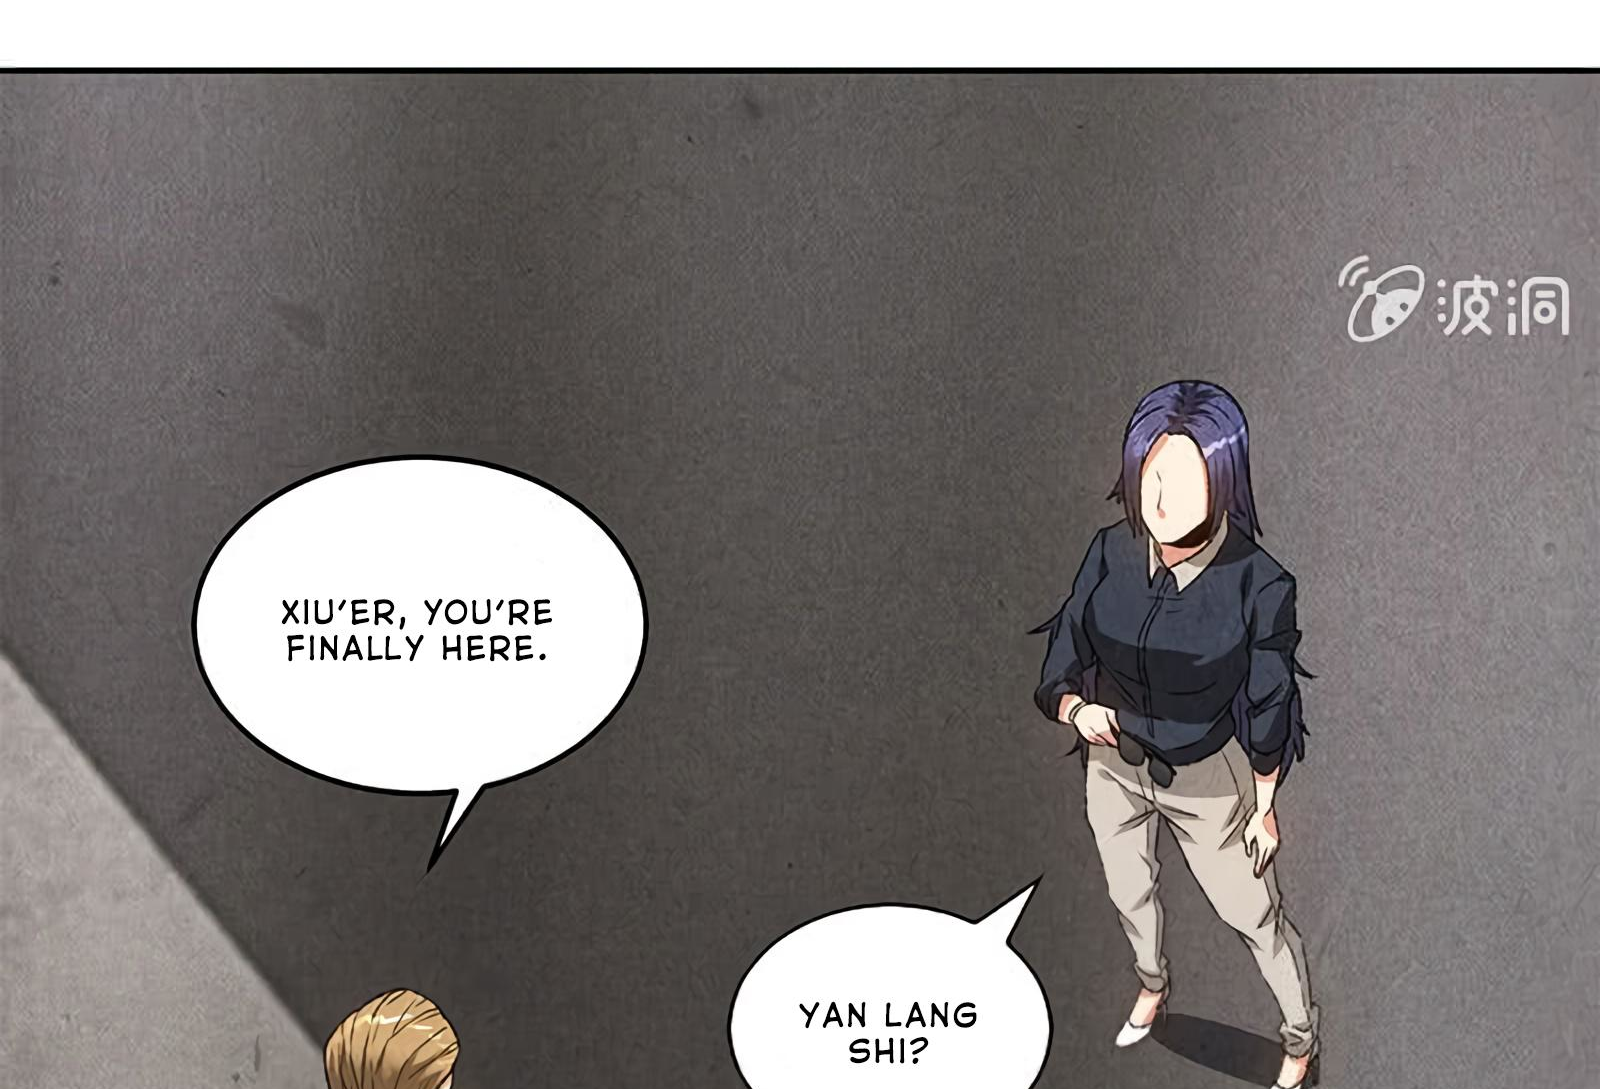 波洞
XIU'ER, YOU'RE
FINALLY HERE.
YAN LANG
SHI?